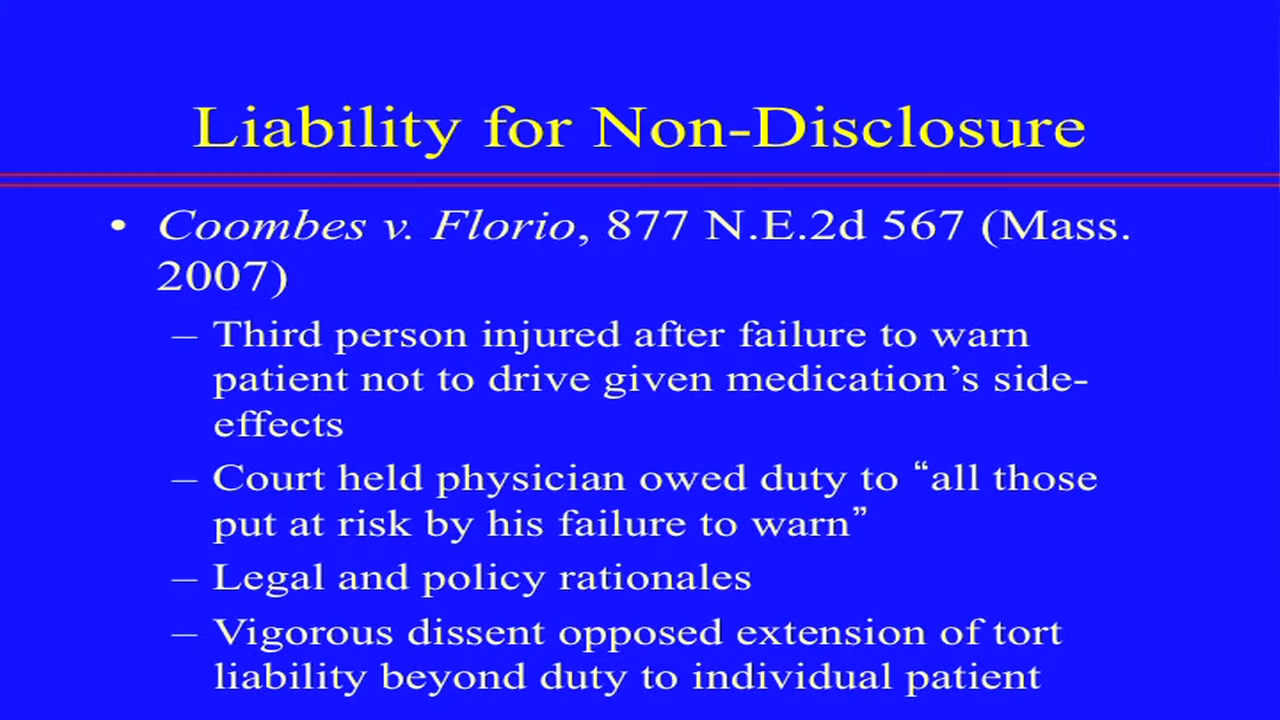 Liability for Non-Disclosure
• Coombes v. Florio, 877 N.E.2d 567 (Mass.
2007)
– Third person injured after failure to warn
patient not to drive given medication’s side-
effects
– Court held physician owed duty to “all those
put at risk by his failure to warn”
– Legal and policy rationales
– Vigorous dissent opposed extension of tort
liability beyond duty to individual patient